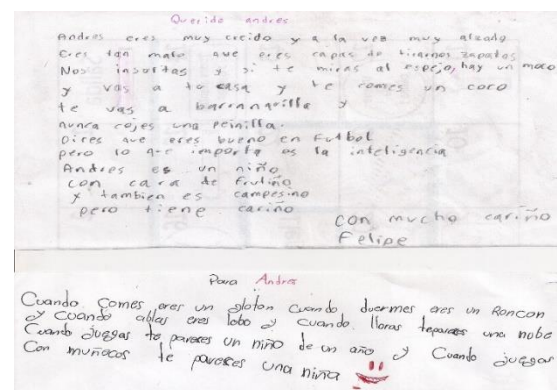 Querido andres
Andres eres muy creido y a la vez muy alzado
Eres tan malo que eres capas de tirarnos zapatos
Nos insultas y si te miras al espejo, hay un moco
y vas a tu casa y te comes un coco
te vas a barranquilla y
nunca cojes una peinilla.
Dices que eres bueno en Futbol
pero lo que importa es la inteligencia
Andres es un niño
con cara de Frutiño
y tambien es campesino
pero tiene cariño
con mucho cariño
Felipe
Para Andres
Cuando comes eres un gloton cuando duermes eres un Roncon
y cuando ablas eres lobo y cuando lloras tepareses una nube
Cuando juegas te pareces un niño de un año y Cuando juegas
Con muñecos te pareces una niña